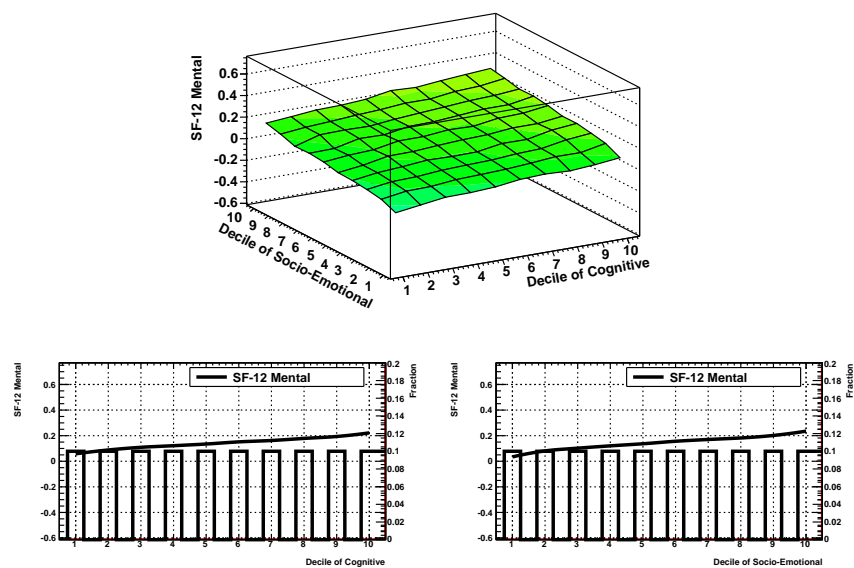 SF-12 Mental
0.6
0.4
0.2
0
-0.2
-0.4
-0.6
10 9 8 7 6 5 4 3 2 1
Decile of Socio-Emotional
1 2 3 4 5 6 7 8 9 10
Decile of Cognitive
SF-12 Mental
0.6
0.4
0.2
0
-0.2
-0.4
-0.6
SF-12 Mental
0.2
0.18
0.16
0.14
0.12
0.1
0.08
0.06
0.04
0.02
0
Fraction
1 2 3 4 5 6 7 8 9 10
Decile of Cognitive
SF-12 Mental
0.6
0.4
0.2
0
-0.2
-0.4
-0.6
SF-12 Mental
0.2
0.18
0.16
0.14
0.12
0.1
0.08
0.06
0.04
0.02
0
Fraction
1 2 3 4 5 6 7 8 9 10
Decile of Socio-Emotional